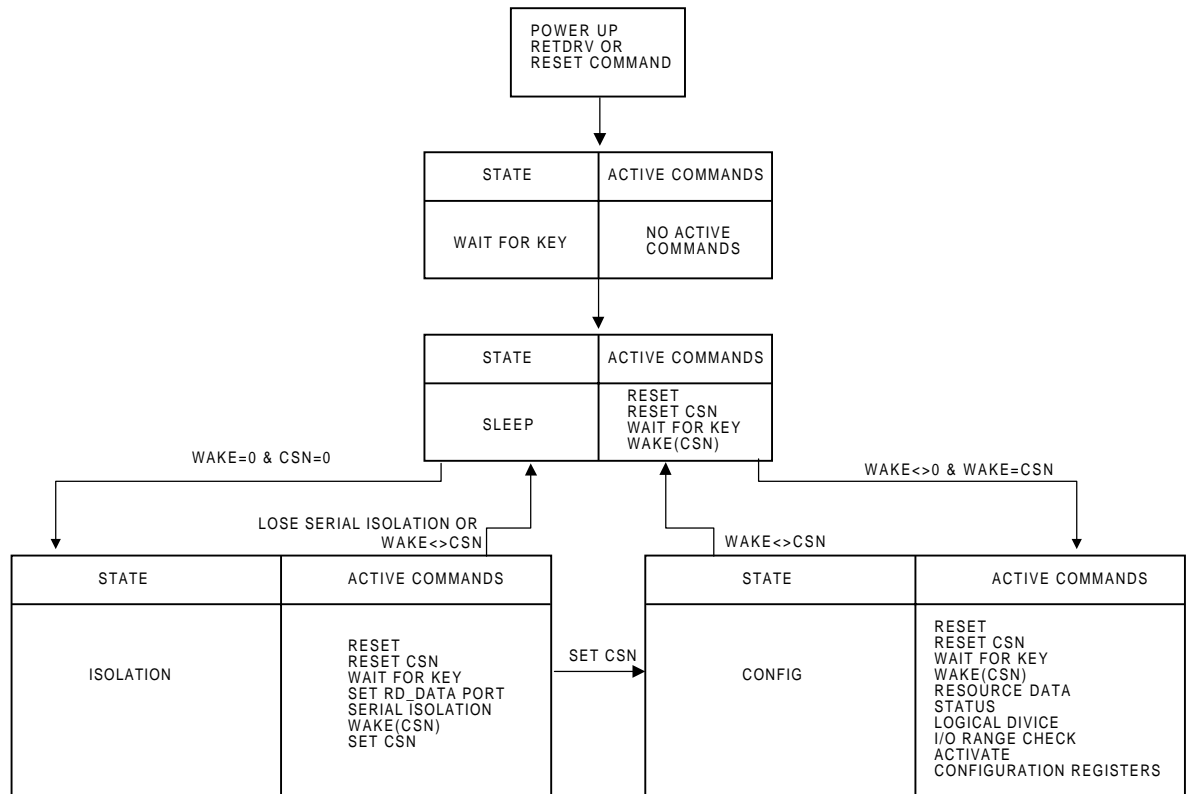 POWER UP
RETDRV OR
RESET COMMAND
STATE
ACTIVE COMMANDS
WAIT FOR KEY
NO ACTIVE
COMMANDS
STATE
ACTIVE COMMANDS
SLEEP
RESET
RESET CSN
WAIT FOR KEY
WAKE(CSN)
WAKE=0 & CSN=0
WAKE<>0 & WAKE=CSN
LOSE SERIAL ISOLATION OR
WAKE<>CSN
WAKE<>CSN
STATE
ACTIVE COMMANDS
ISOLATION
RESET
RESET CSN
WAIT FOR KEY
SET RD_DATA PORT
SERIAL ISOLATION
WAKE(CSN)
SET CSN
SET CSN
STATE
ACTIVE COMMANDS
CONFIG
RESET
RESET CSN
WAIT FOR KEY
WAKE(CSN)
RESOURCE DATA
STATUS
LOGICAL DIVICE
I/O RANGE CHECK
ACTIVATE
CONFIGURATION REGISTERS